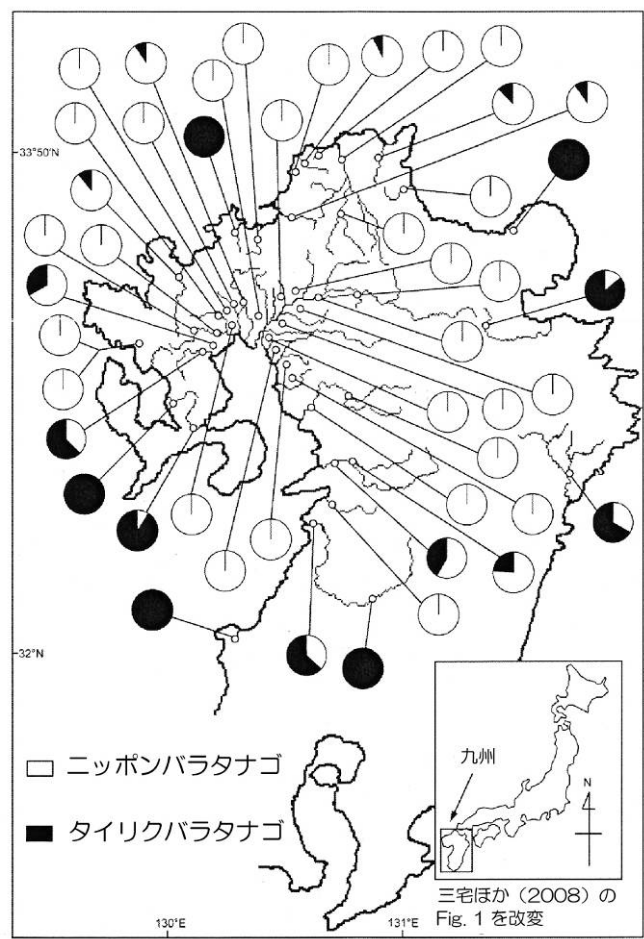 33°50'N
32°N
ニッポンバラタナゴ
タイリクバラタナゴ
130°E
131°E
九州
N
三宅ほか（2008）の
Fig. 1 を改変